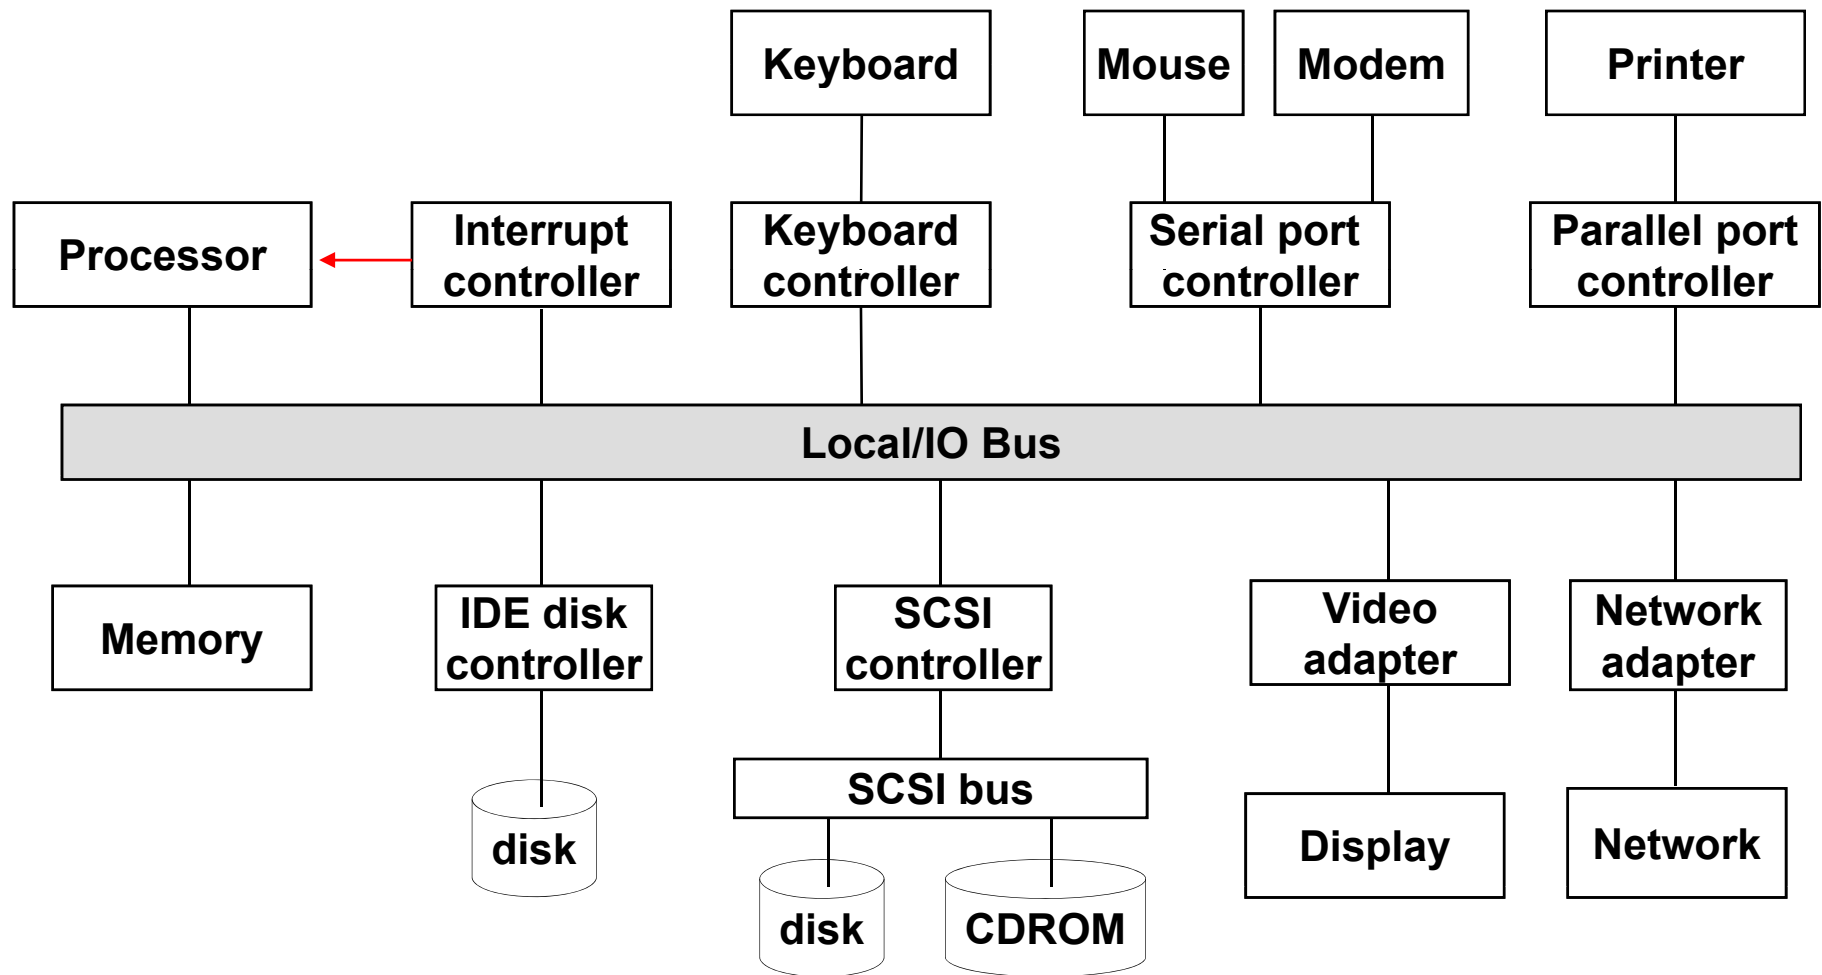 Keyboard
Mouse
Modem
Printer
Processor
Interrupt
controller
Keyboard
controller
Serial port
controller
Parallel port
controller
Local/IO Bus
Memory
IDE disk
controller
SCSI
controller
Video
adapter
Network
adapter
SCSI bus
disk
disk
CDROM
Display
Network